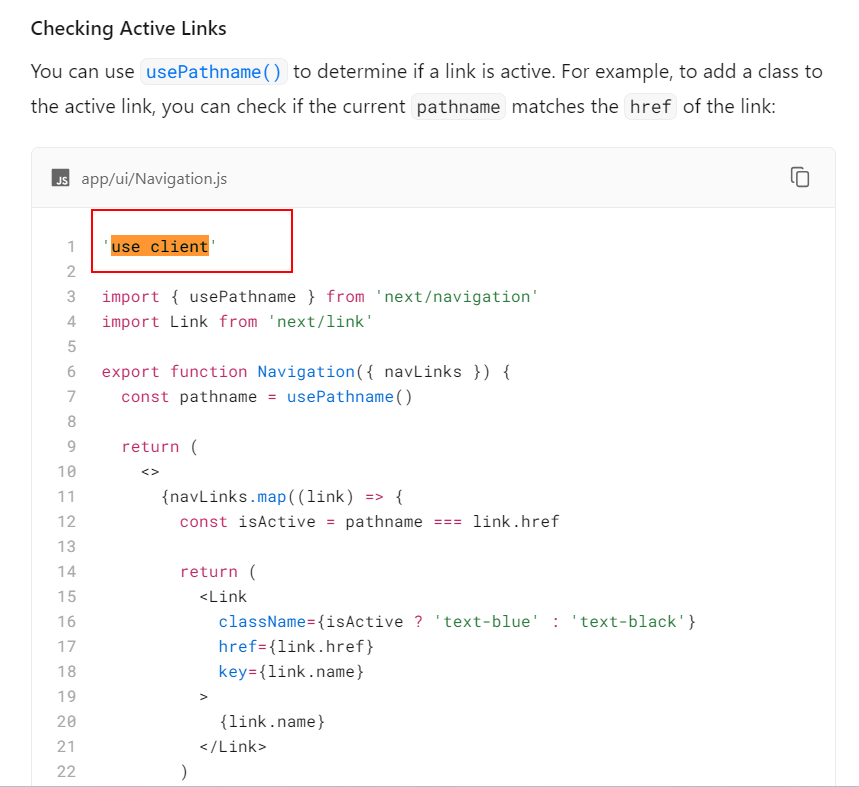 Checking Active Links
You can use usePathname() to determine if a link is active. For example, to add a class to
the active link, you can check if the current pathname matches the href of the link:
JS app/ui/Navigation.js
1 'use client'
2
3 import { usePathname } from 'next/navigation'
4 import Link from 'next/link'
5
6 export function Navigation({ navLinks }) {
7   const pathname = usePathname()
8
9   return (
10     <>
11       {navLinks.map((link) => {
12         const isActive = pathname === link.href
13
14         return (
15           <Link
16             className={isActive ? 'text-blue' : 'text-black'}
17             href={link.href}
18             key={link.name}
19           >
20             {link.name}
21           </Link>
22         )